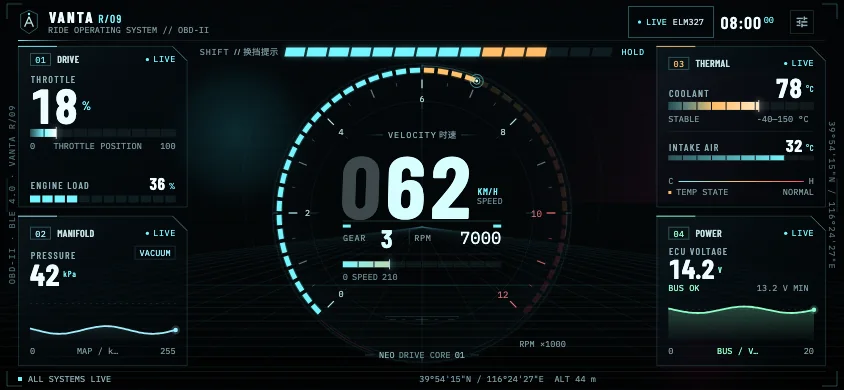 VANTA R/09
RIDE OPERATING SYSTEM // OBD-II
LIVE ELM327
08:00 00
SHIFT // 换挡提示
HOLD
01 DRIVE
LIVE
THROTTLE
18 %
0 THROTTLE POSITION 100
ENGINE LOAD 36 %
02 MANIFOLD
LIVE
PRESSURE
VACUUM
42 kPa
0 MAP / k… 255
OBD-II · BLE 4.0 · VANTA R/09
0
2
4
6
8
10
12
VELOCITY 时速
062
KM/H
SPEED
GEAR 3
RPM 7000
0 SPEED 210
RPM ×1000
NEO DRIVE CORE 01
03 THERMAL
LIVE
COOLANT 78 °C
STABLE -40–150 °C
INTAKE AIR 32 °C
C H
TEMP STATE NORMAL
04 POWER
LIVE
ECU VOLTAGE
14.2 V
BUS OK 13.2 V MIN
0 BUS / V… 20
39°54'15"N / 116°24'27"E
ALL SYSTEMS LIVE
39°54'15"N / 116°24'27"E ALT 44 m